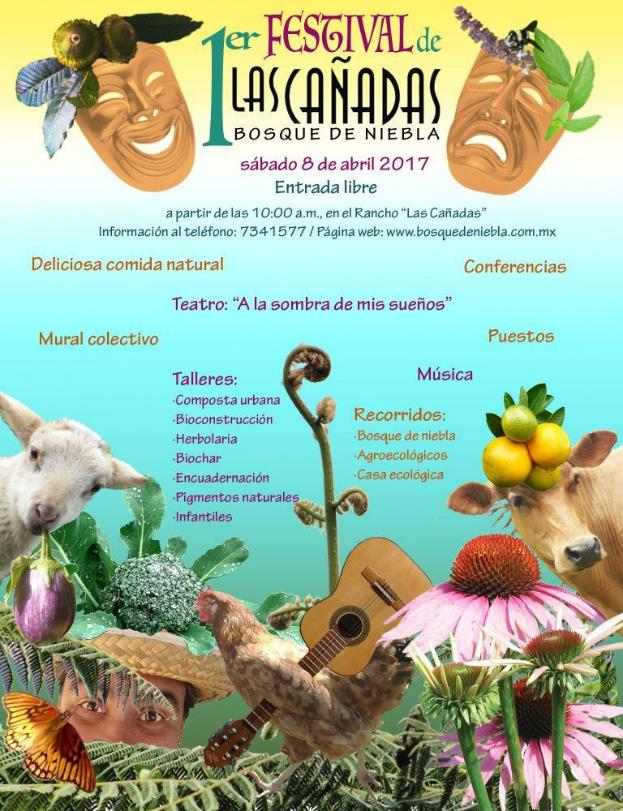 1er FESTIVAL de
LAS CAÑADAS
BOSQUE DE NIEBLA
sábado 8 de abril 2017
Entrada libre
a partir de las 10:00 a.m., en el Rancho "Las Cañadas"
Información al teléfono: 7341577 / Página web: www.bosquedeniebla.com.mx
Deliciosa comida natural
Conferencias
Teatro: "A la sombra de mis sueños"
Mural colectivo
Puestos
Talleres:
·Composta urbana
·Bioconstrucción
·Herbolaria
·Biochar
·Encuadernación
·Pigmentos naturales
·Infantiles
Música
Recorridos:
·Bosque de niebla
·Agroecológicos
·Casa ecológica